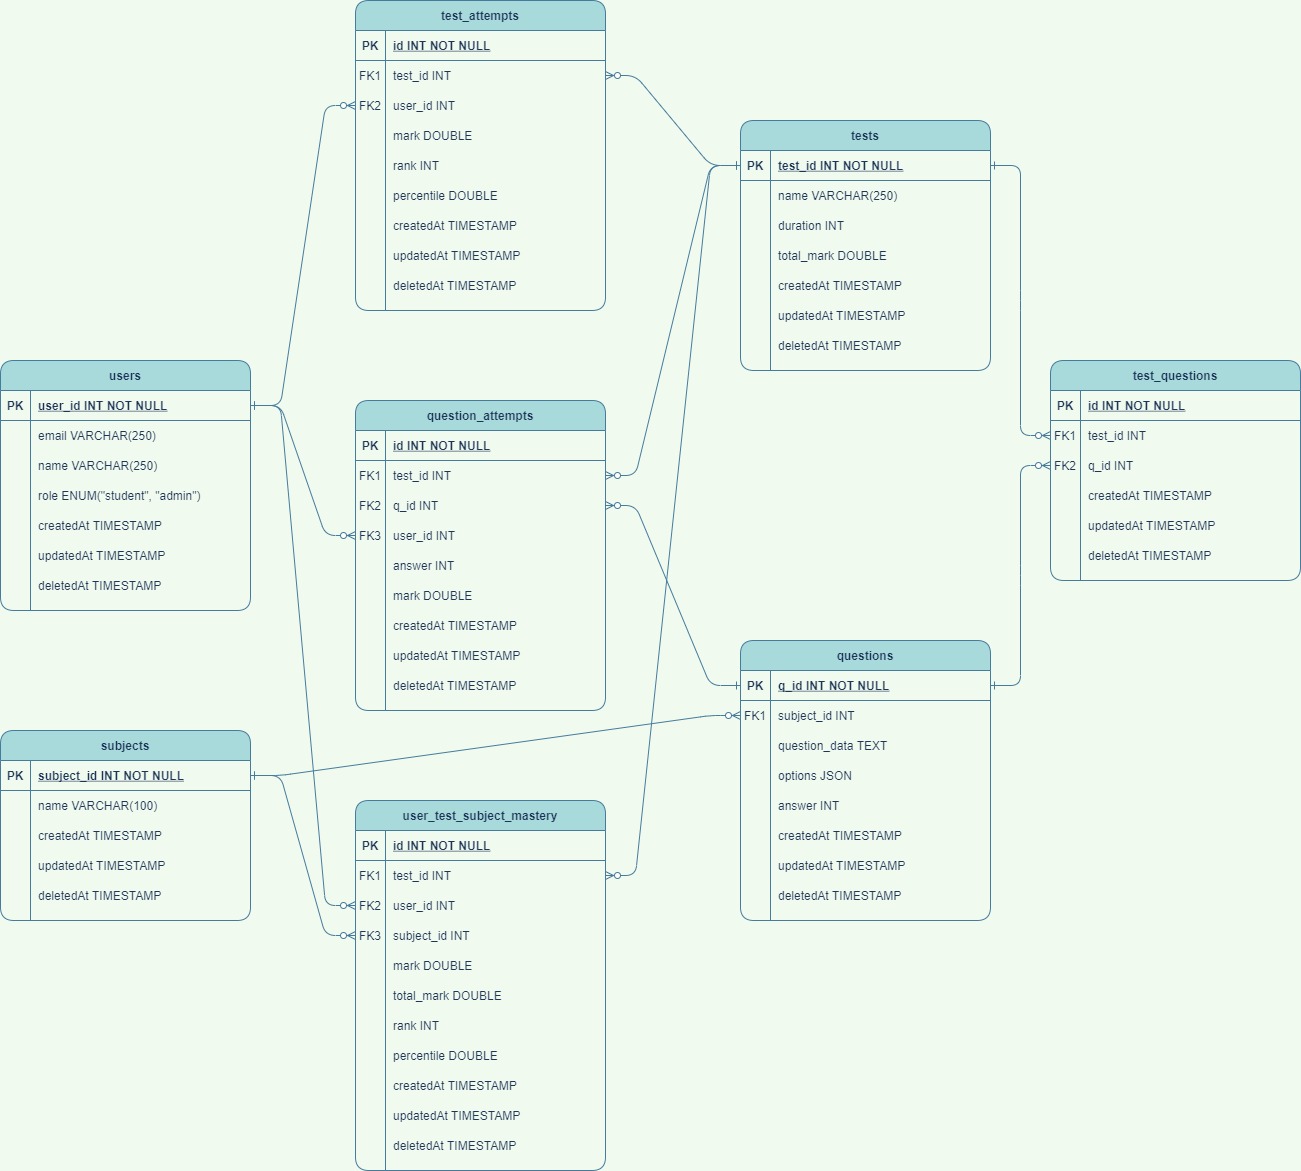 test_attempts
PK id INT NOT NULL
FK1 test_id INT
FK2 user_id INT
mark DOUBLE
rank INT
percentile DOUBLE
createdAt TIMESTAMP
updatedAt TIMESTAMP
deletedAt TIMESTAMP
tests
PK test_id INT NOT NULL
name VARCHAR(250)
duration INT
total_mark DOUBLE
createdAt TIMESTAMP
updatedAt TIMESTAMP
deletedAt TIMESTAMP
users
PK user_id INT NOT NULL
email VARCHAR(250)
name VARCHAR(250)
role ENUM("student", "admin")
createdAt TIMESTAMP
updatedAt TIMESTAMP
deletedAt TIMESTAMP
question_attempts
PK id INT NOT NULL
FK1 test_id INT
FK2 q_id INT
FK3 user_id INT
answer INT
mark DOUBLE
createdAt TIMESTAMP
updatedAt TIMESTAMP
deletedAt TIMESTAMP
test_questions
PK id INT NOT NULL
FK1 test_id INT
FK2 q_id INT
createdAt TIMESTAMP
updatedAt TIMESTAMP
deletedAt TIMESTAMP
questions
PK q_id INT NOT NULL
FK1 subject_id INT
question_data TEXT
options JSON
answer INT
createdAt TIMESTAMP
updatedAt TIMESTAMP
deletedAt TIMESTAMP
subjects
PK subject_id INT NOT NULL
name VARCHAR(100)
createdAt TIMESTAMP
updatedAt TIMESTAMP
deletedAt TIMESTAMP
user_test_subject_mastery
PK id INT NOT NULL
FK1 test_id INT
FK2 user_id INT
FK3 subject_id INT
mark DOUBLE
total_mark DOUBLE
rank INT
percentile DOUBLE
createdAt TIMESTAMP
updatedAt TIMESTAMP
deletedAt TIMESTAMP